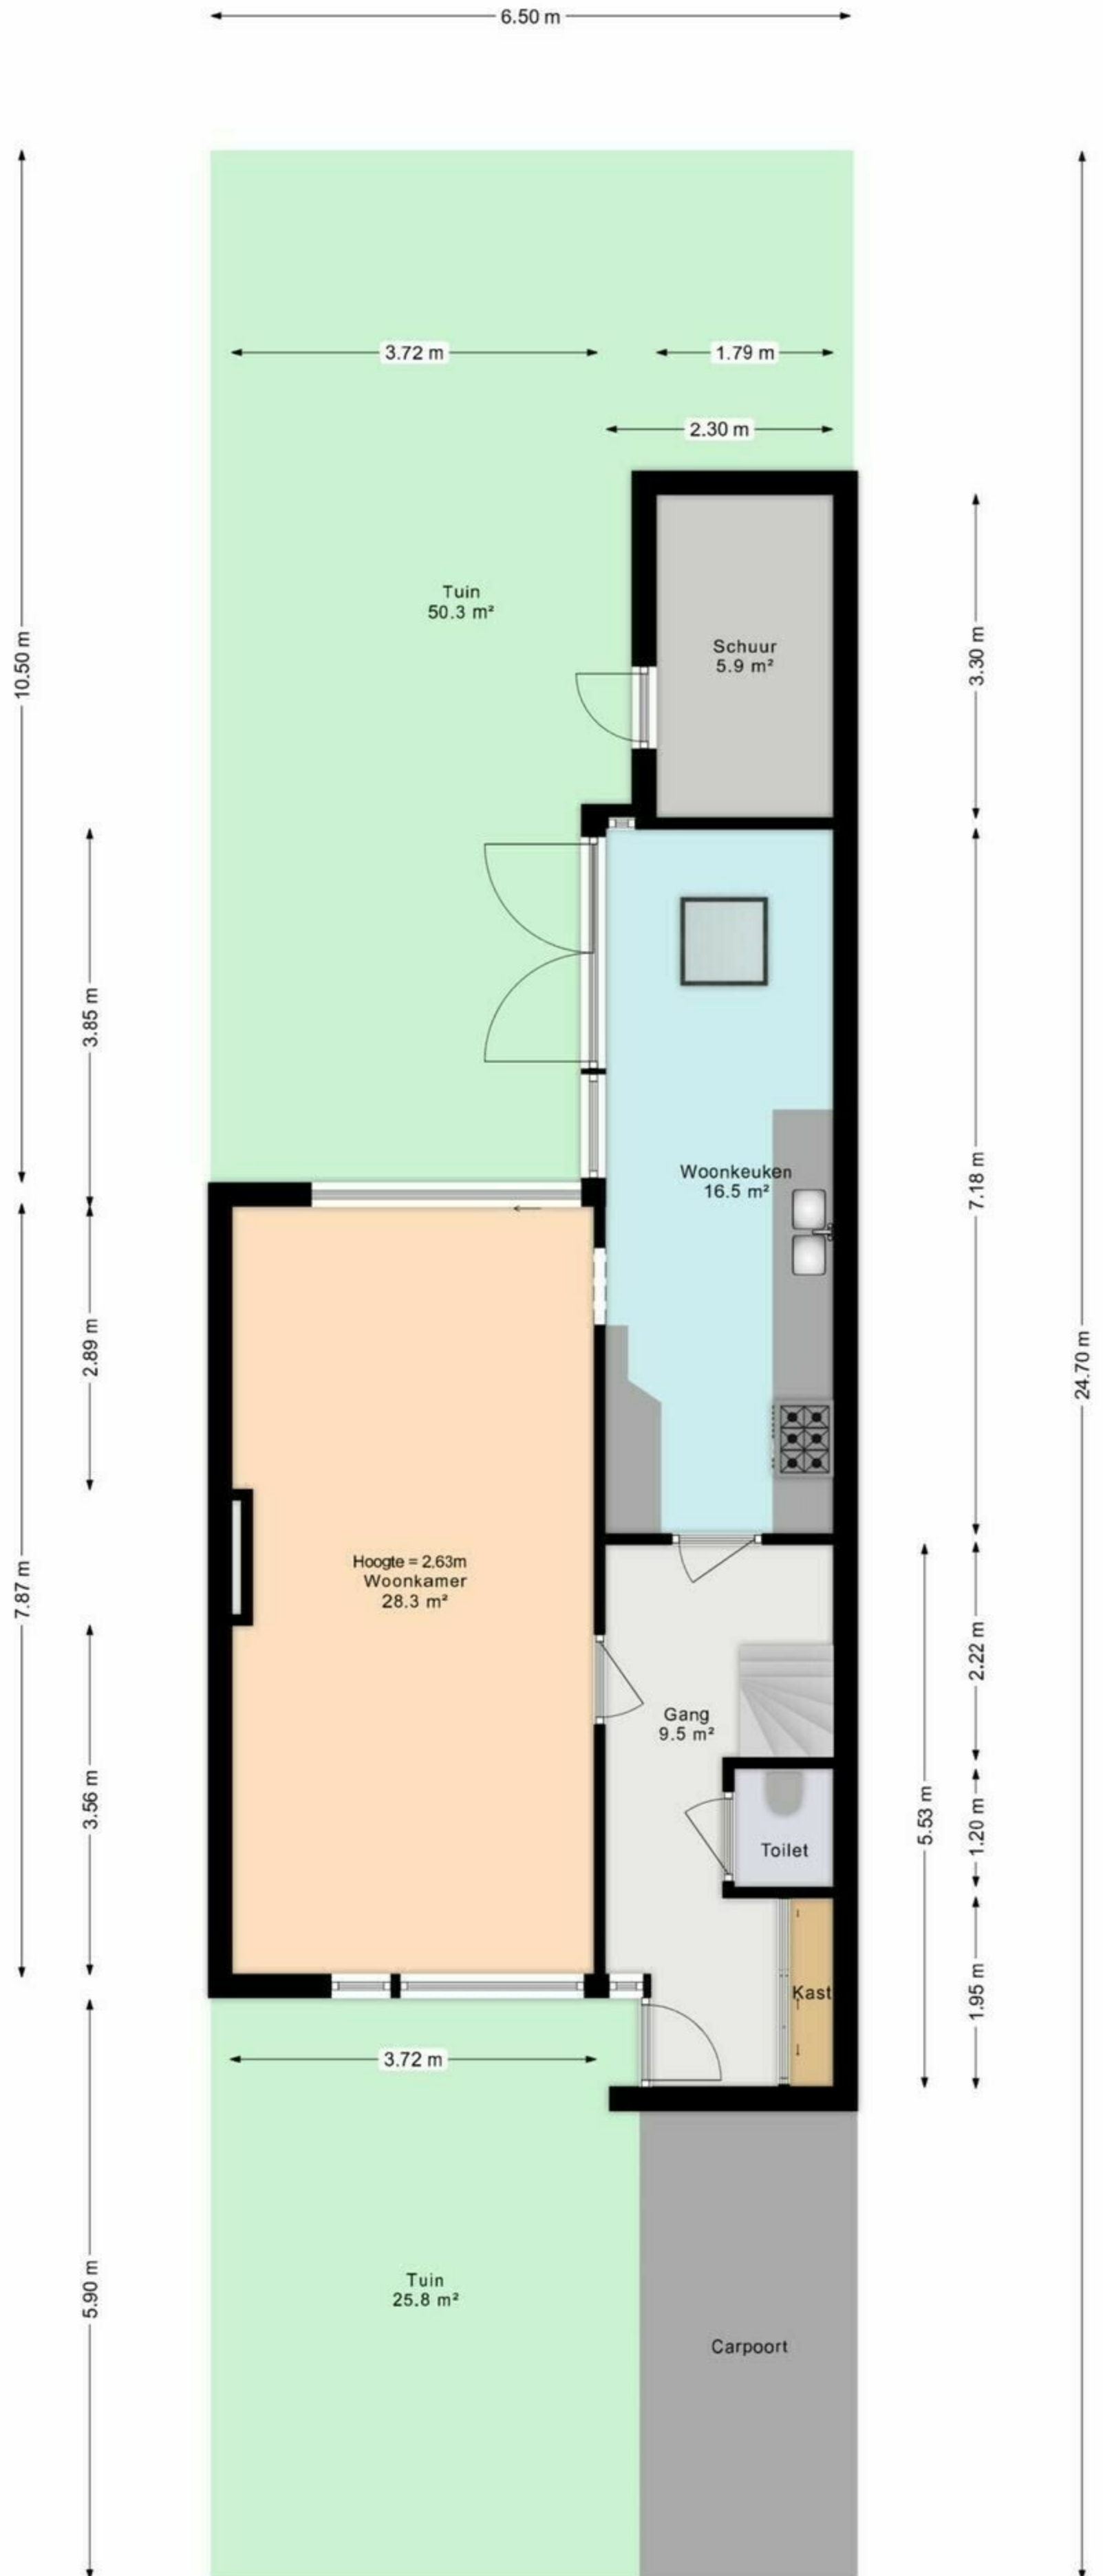 6.50 m
3.72 m
1.79 m
2.30 m
Tuin
50.3 m²
Schuur
5.9 m²
10.50 m
3.30 m
3.85 m
Woonkeuken
16.5 m²
7.18 m
2.89 m
24.70 m
Hoogte = 2,63m
Woonkamer
28.3 m²
7.87 m
2.22 m
Gang
9.5 m²
3.56 m
5.53 m
1.20 m
Toilet
Kast
1.95 m
3.72 m
Tuin
25.8 m²
5.90 m
Carpoort